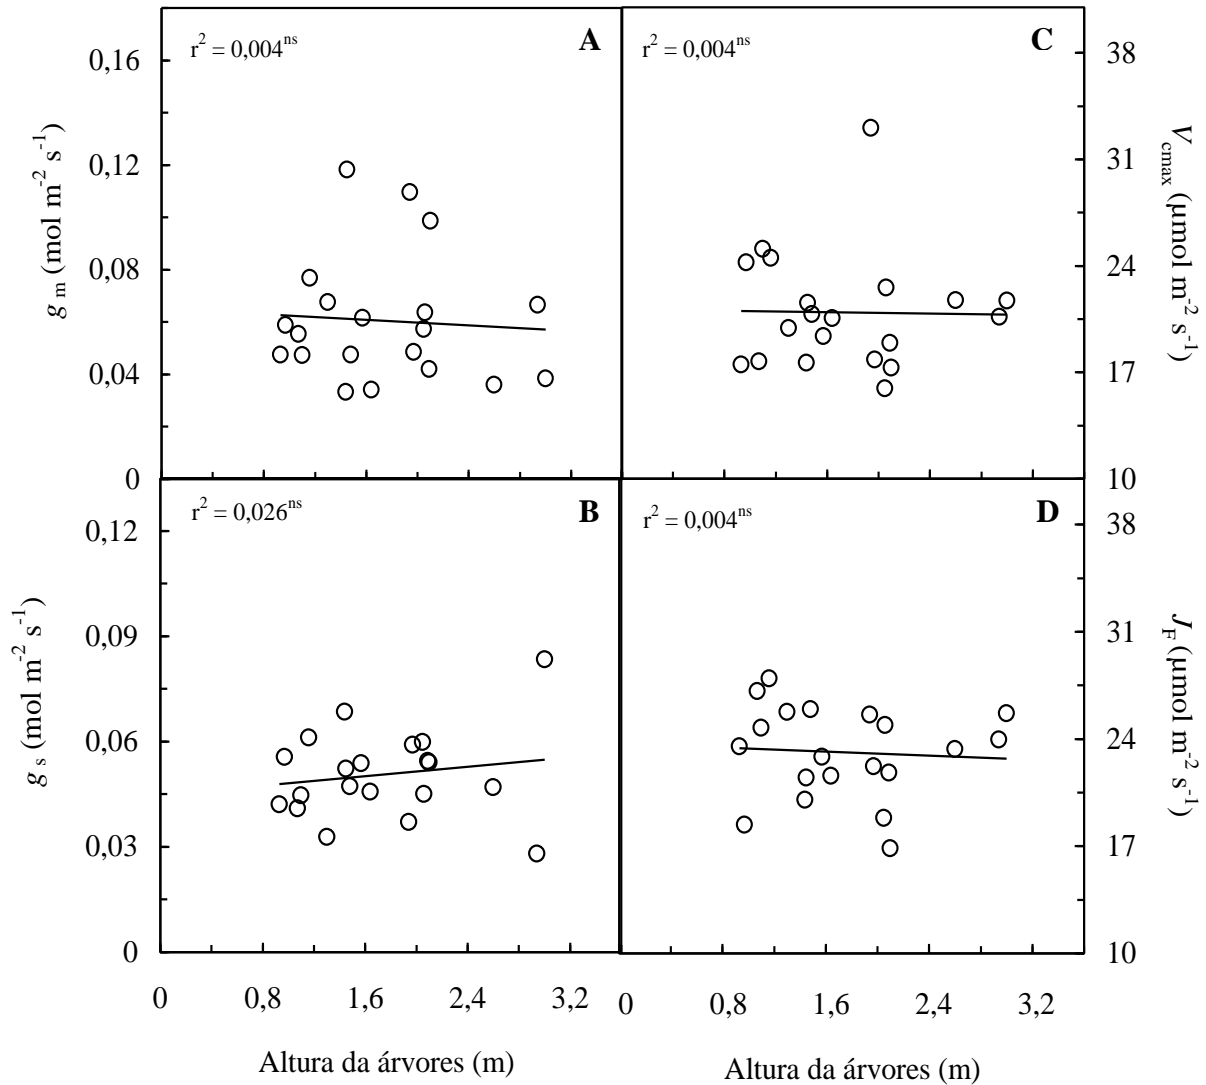 r² = 0,004ⁿˢ
A
0,16
0,12
0,08
0,04
0
g m (mol m⁻² s⁻¹)
r² = 0,004ⁿˢ
C
38
31
24
17
10
Vcmax (μmol m⁻² s⁻¹)
r² = 0,026ⁿˢ
B
0,12
0,09
0,06
0,03
0
g s (mol m⁻² s⁻¹)
0 0,8 1,6 2,4 3,2
Altura da árvores (m)
r² = 0,004ⁿˢ
D
38
31
24
17
10
JF (μmol m⁻² s⁻¹)
0 0,8 1,6 2,4 3,2
Altura da árvores (m)